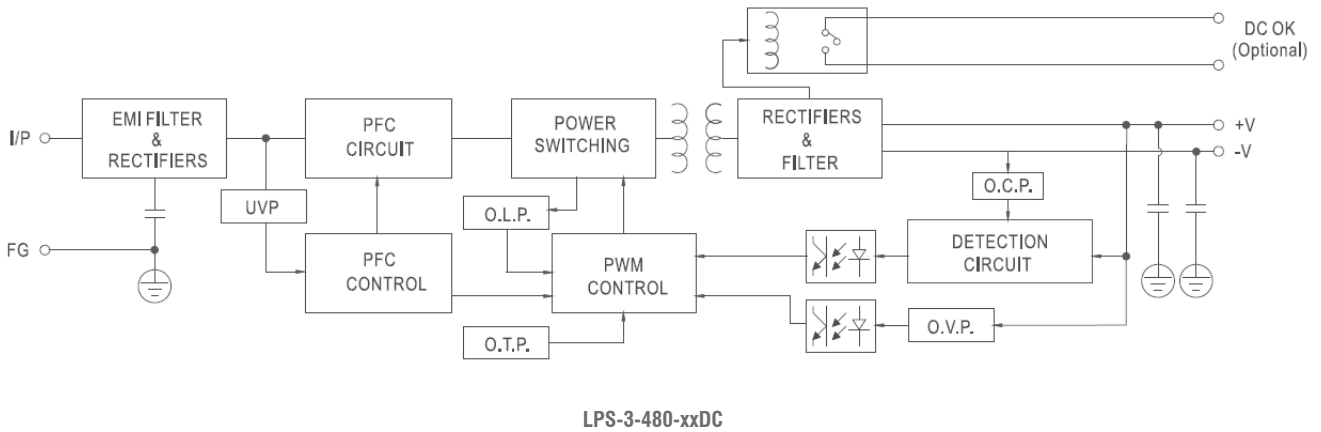 DC OK
(Optional)
I/P
EMI FILTER
&
RECTIFIERS
PFC
CIRCUIT
POWER
SWITCHING
RECTIFIERS
&
FILTER
+V
-V
UVP
O.L.P.
O.C.P.
FG
PFC
CONTROL
PWM
CONTROL
DETECTION
CIRCUIT
O.T.P.
O.V.P.
LPS-3-480-xxDC